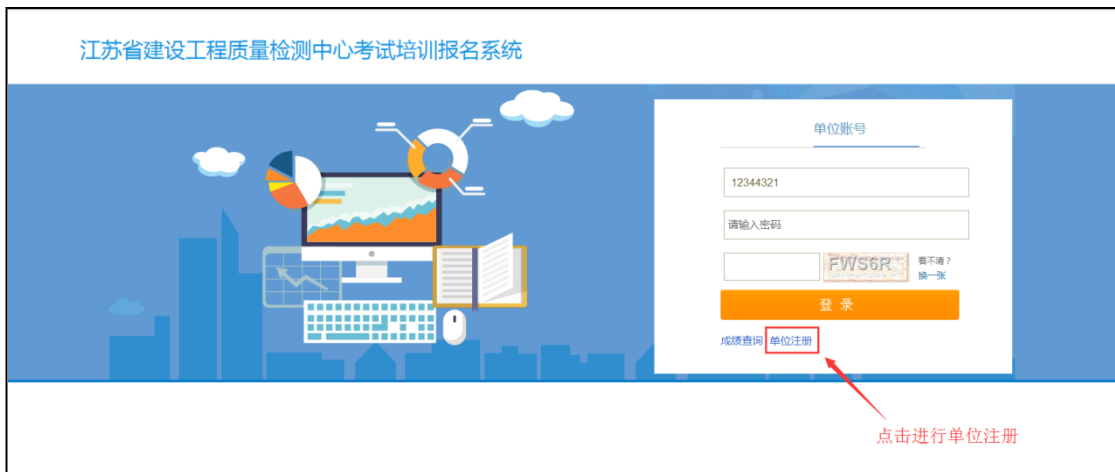 江苏省建设工程质量检测中心考试培训报名系统
单位账号
12344321
请输入密码
FWS6R
看不清？
换一张
登 录
成绩查询 单位注册
点击进行单位注册